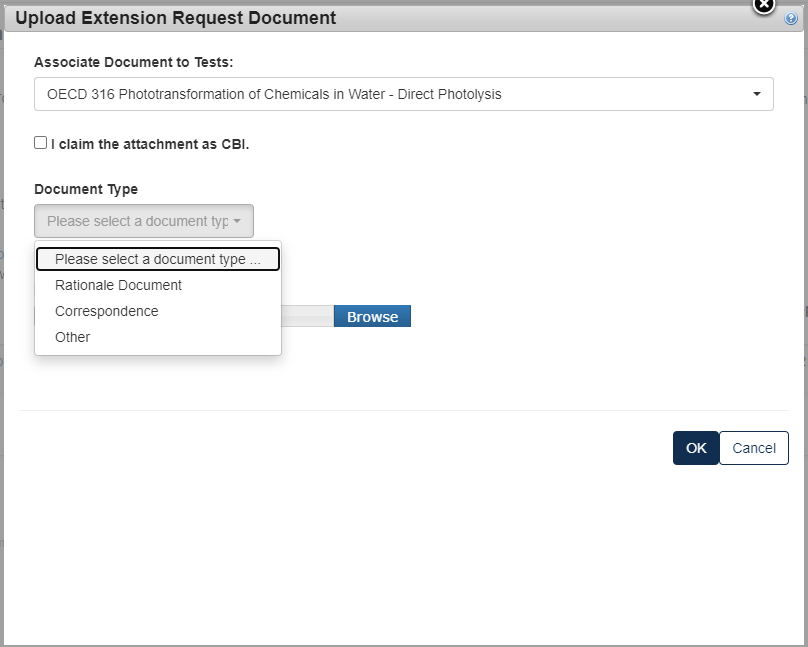 Upload Extension Request Document
Associate Document to Tests:
OECD 316 Phototransformation of Chemicals in Water - Direct Photolysis
I claim the attachment as CBI.
Document Type
Please select a document typ
Please select a document type ...
Rationale Document
Correspondence
Other
Browse
OK
Cancel